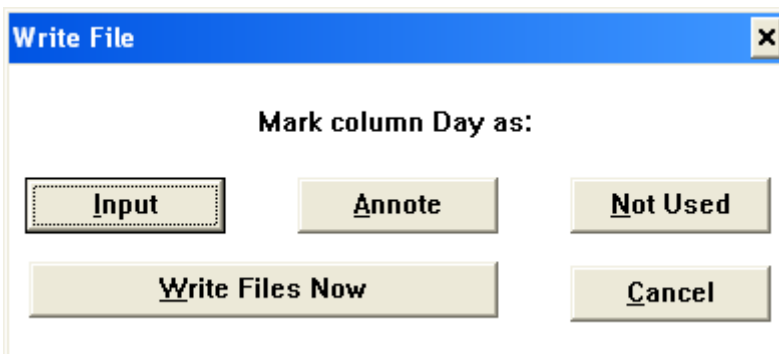 Write File
Mark column Day as:
Input Annote Not Used
Write Files Now Cancel